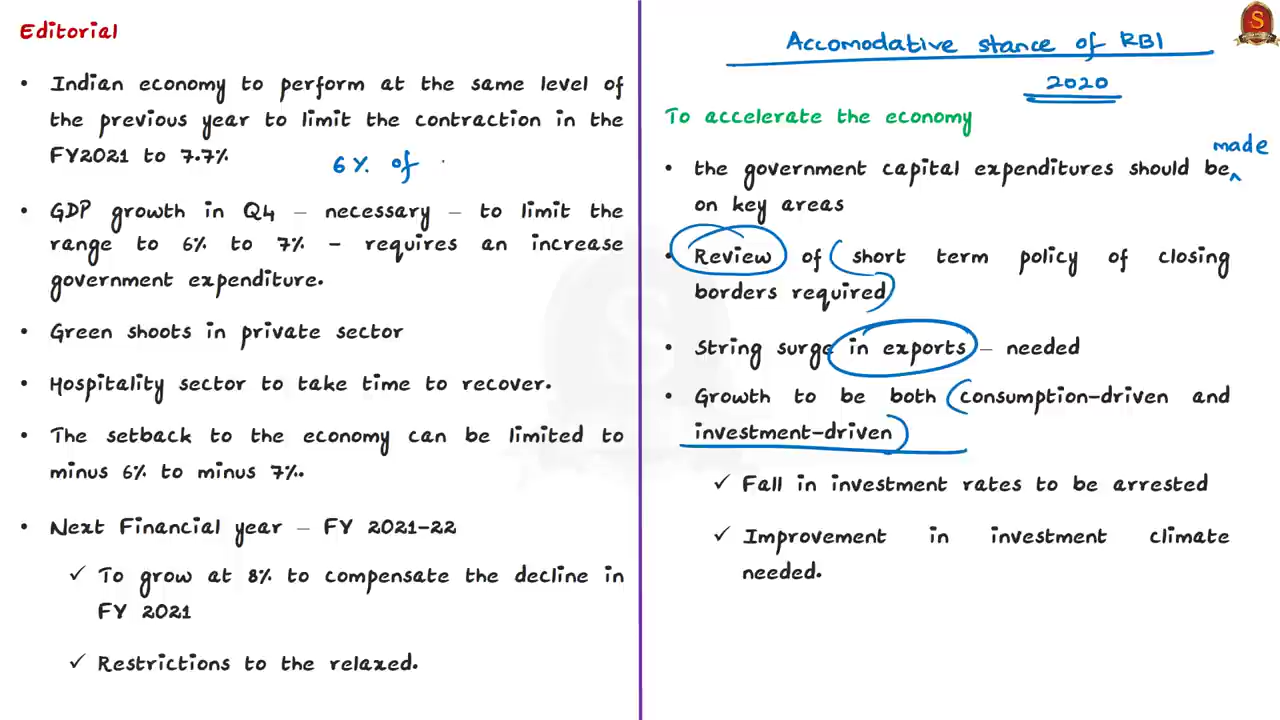 Editorial
• Indian economy to perform at the same level of
the previous year to limit the contraction in the
FY2021 to 7.7%
6% of
• GDP growth in Q4 – necessary – to limit the
range to 6% to 7% – requires an increase
government expenditure.
• Green shoots in private sector
• Hospitality sector to take time to recover.
• The setback to the economy can be limited to
minus 6% to minus 7%.
• Next Financial year – FY 2021-22
✓ To grow at 8% to compensate the decline in
FY 2021
✓ Restrictions to the relaxed.
Accomodative stance of RBI
2020
To accelerate the economy
made
• the government capital expenditures should be^
on key areas
• Review of short term policy of closing
borders required
• String surge in exports – needed
• Growth to be both consumption-driven and
investment-driven
✓ Fall in investment rates to be arrested
✓ Improvement in investment climate
needed.
S